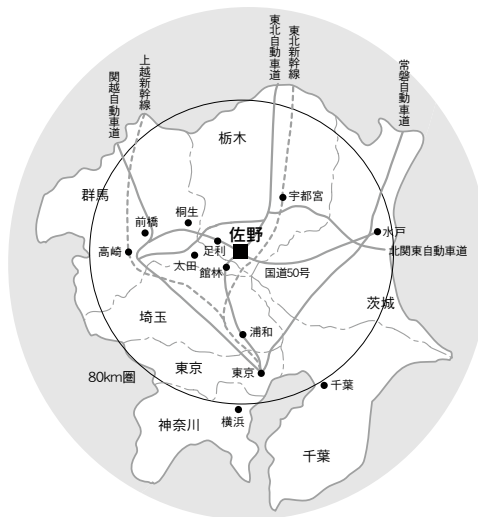 関越自動車道
上越新幹線
東北自動車道
東北新幹線
常磐自動車道
栃木
群馬
桐生
宇都宮
前橋
佐野
水戸
高崎
足利
北関東自動車道
太田
館林
国道50号
茨城
埼玉
浦和
東京
東京
80km圏
千葉
神奈川
横浜
千葉